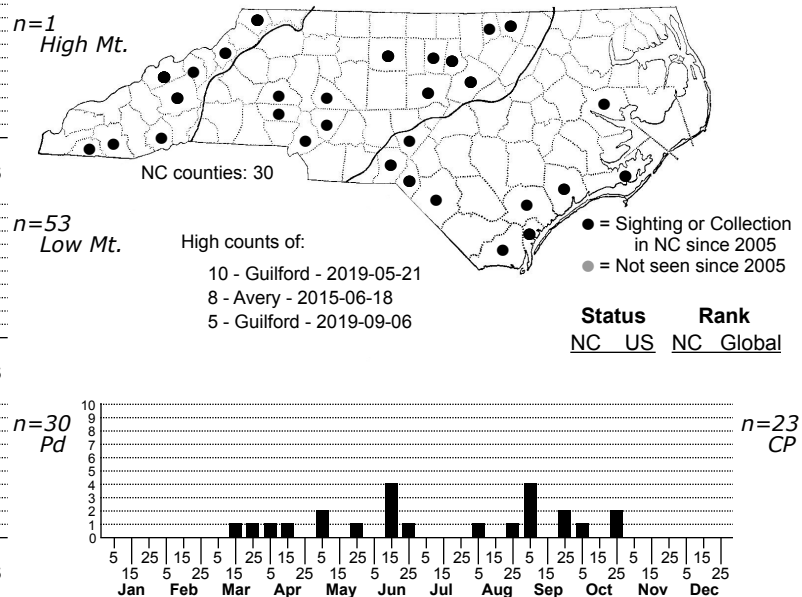 n=1
High Mt.
NC counties: 30
n=53
Low Mt.
High counts of:
10 - Guilford - 2019-05-21
8 - Avery - 2015-06-18
5 - Guilford - 2019-09-06
= Sighting or Collection
in NC since 2005
= Not seen since 2005
Status Rank
NC US NC Global
n=30
Pd
n=23
CP
10
9
8
7
6
5
4
3
2
1
0
5 25 15 5 25 15 5 25 15 5 25 15 5 25 15 5 25 15
15 5 25 15 5 25 15 5 25 15 5 25 15 5 25 15 5 25
Jan Feb Mar Apr May Jun Jul Aug Sep Oct Nov Dec